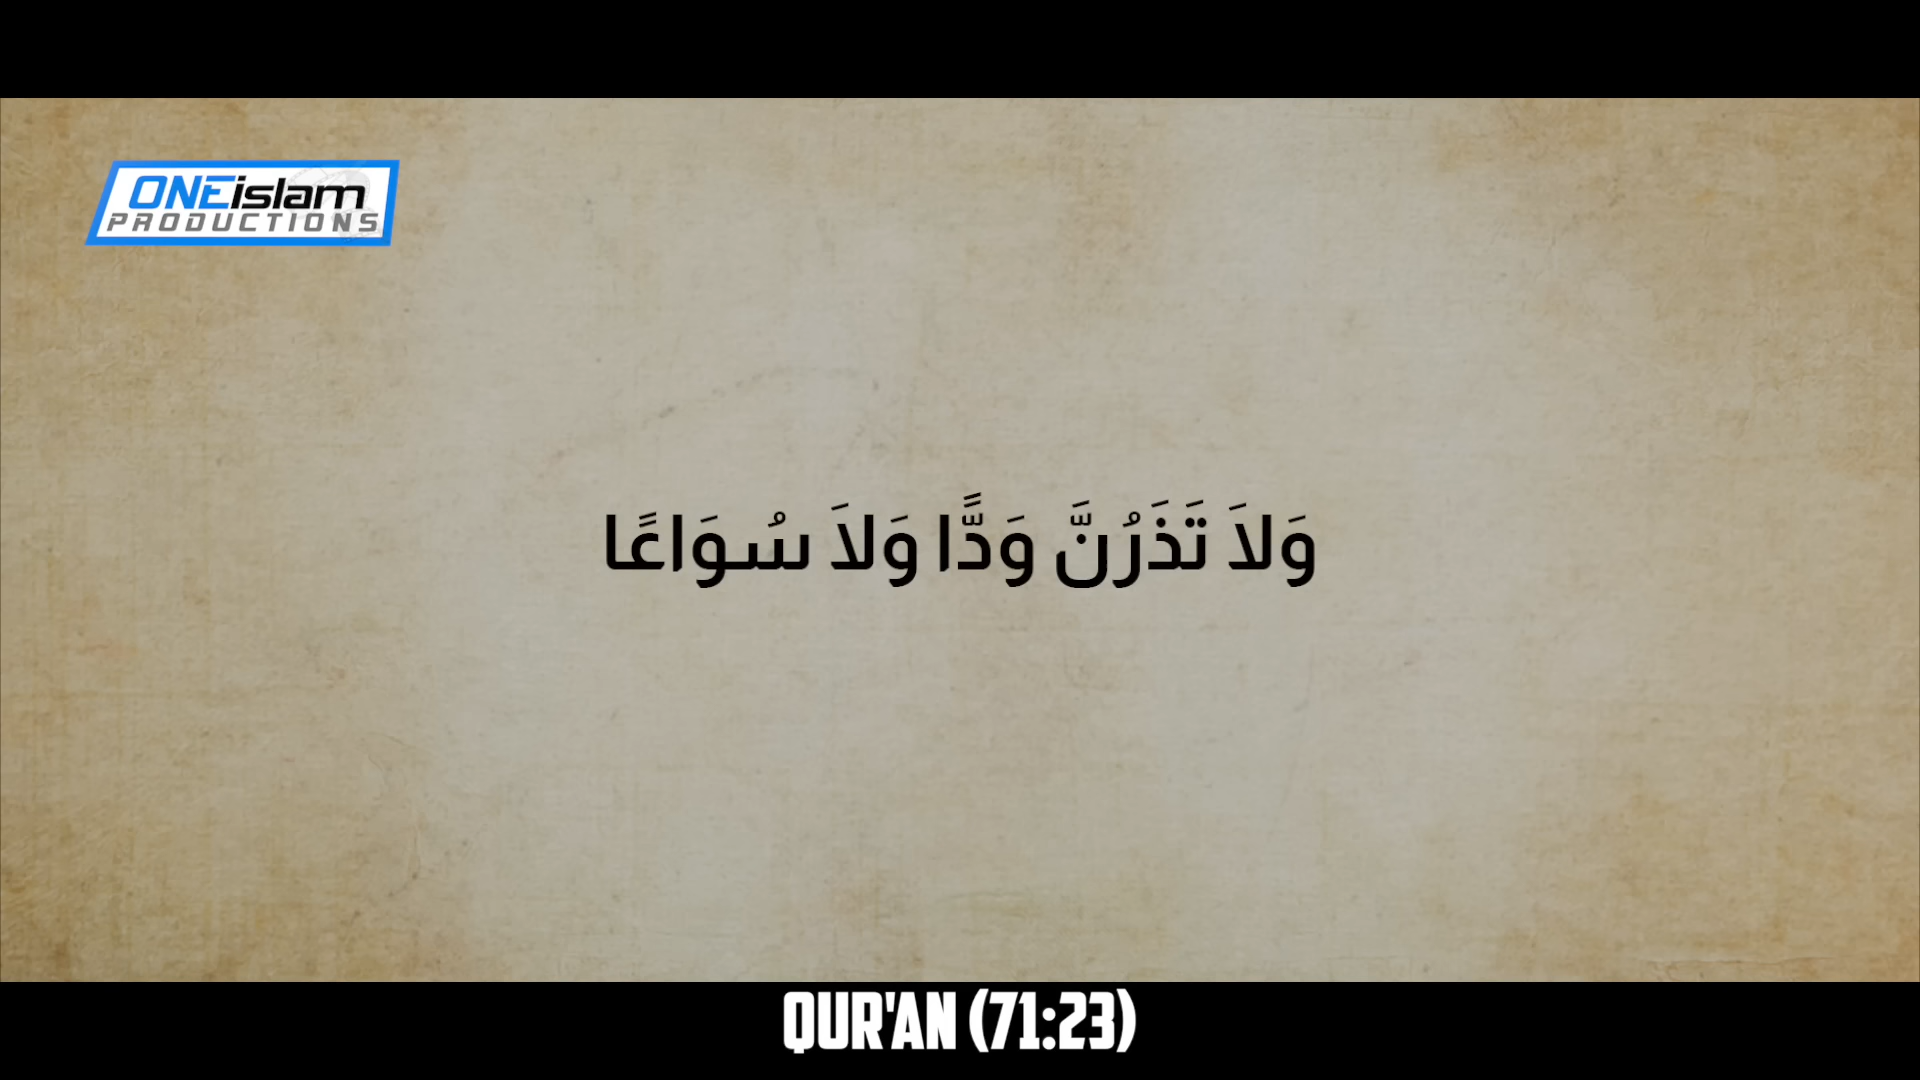 ONEislam
PRODUCTIONS
وَلاَ تَذَرُنَّ وَدًّا وَلاَ سُوَاعًا
QUR'AN (71:23)